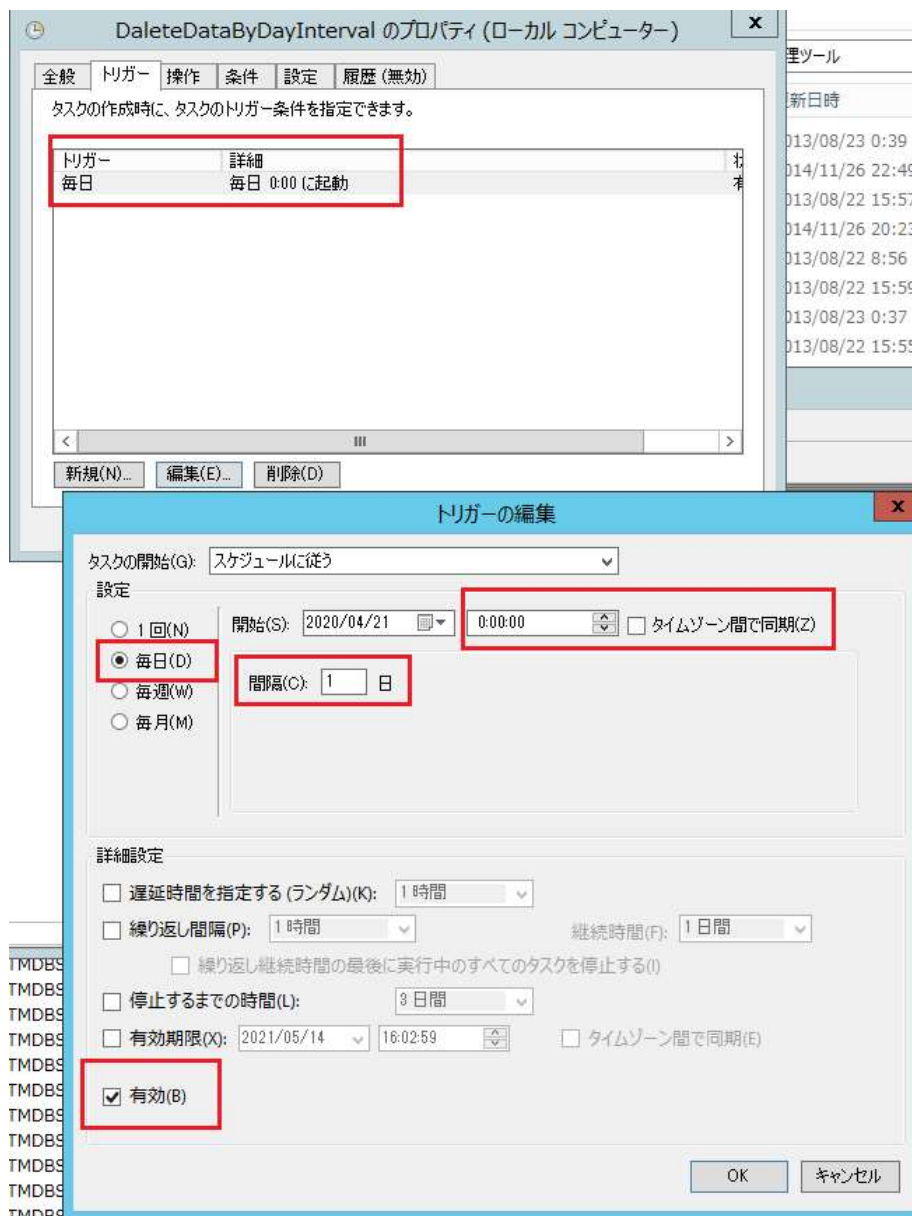 DaleteDataByDayInterval のプロパティ (ローカル コンピューター)
x
全般 トリガー 操作 条件 設定 履歴 (無効)
タスクの作成時に、タスクのトリガー条件を指定できます。
トリガー 詳細
毎日 毎日 0:00 に起動
理ツール
新日時
013/08/23 0:39
014/11/26 22:49
013/08/22 15:57
014/11/26 20:23
013/08/22 8:56
013/08/22 15:59
013/08/23 0:37
013/08/22 15:55
新規(N)... 編集(E)... 削除(D)
トリガーの編集
x
タスクの開始(G): スケジュールに従う
設定
1 回(N)
毎日(D)
毎週(W)
毎月(M)
開始(S): 2020/04/21 0:00:00 タイムゾーン間で同期(Z)
間隔(C): 1 日
詳細設定
遅延時間を指定する (ランダム)(K): 1 時間
繰り返し間隔(P): 1 時間 継続時間(F): 1 日間
繰り返し継続時間の最後に実行中のすべてのタスクを停止する(I)
停止するまでの時間(L): 3 日間
有効期限(X): 2021/05/14 16:02:59 タイムゾーン間で同期(E)
有効(B)
OK キャンセル
TMDBS
TMDBS
TMDBS
TMDBS
TMDBS
TMDBS
TMDBS
TMDBS
TMDBS
TMDBS
TMDBS